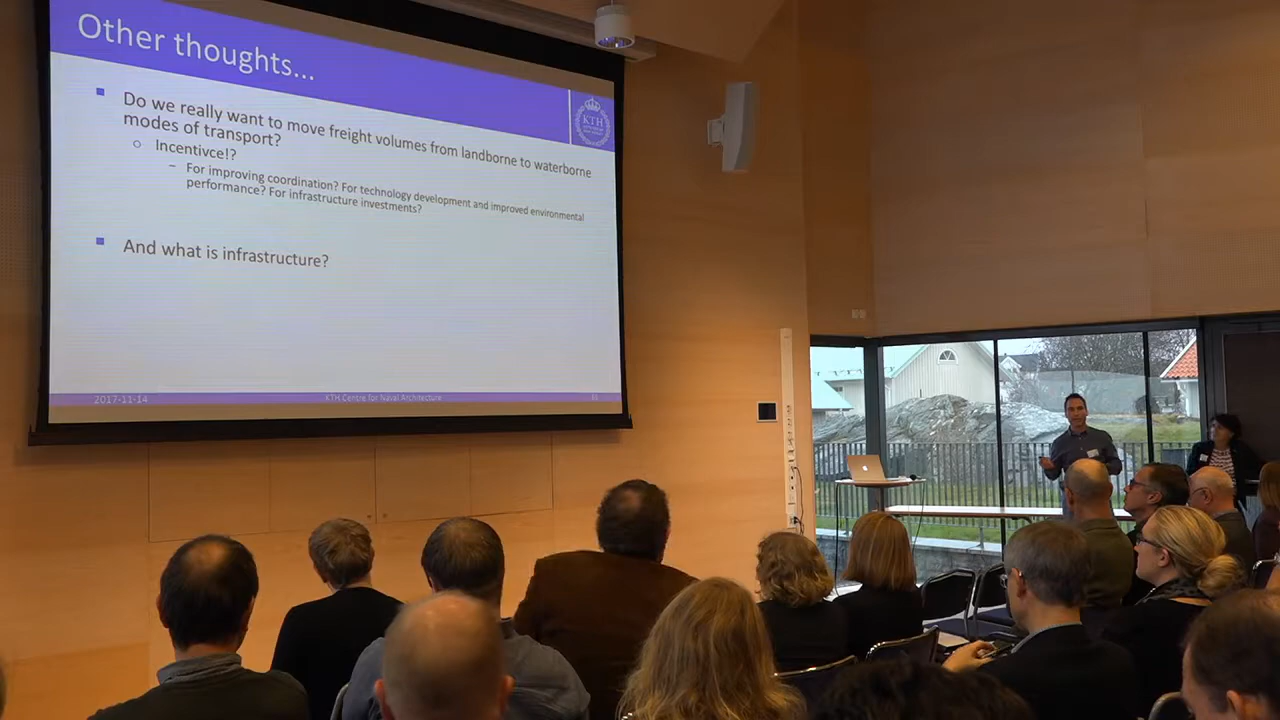 Other thoughts...
KTH
Do we really want to move freight volumes from landborne to waterborne
modes of transport?
Incentivce!?
For improving coordination? For technology development and improved environmental
performance? For infrastructure investments?
And what is infrastructure?
2017-11-14
KTH Centre for Naval Architecture